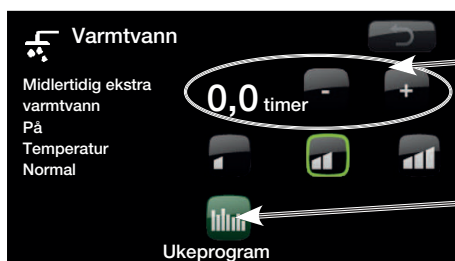 Varmtvann
Midlertidig ekstra
varmtvann
På
Temperatur
Normal
0,0 timer
-
+
Ukeprogram